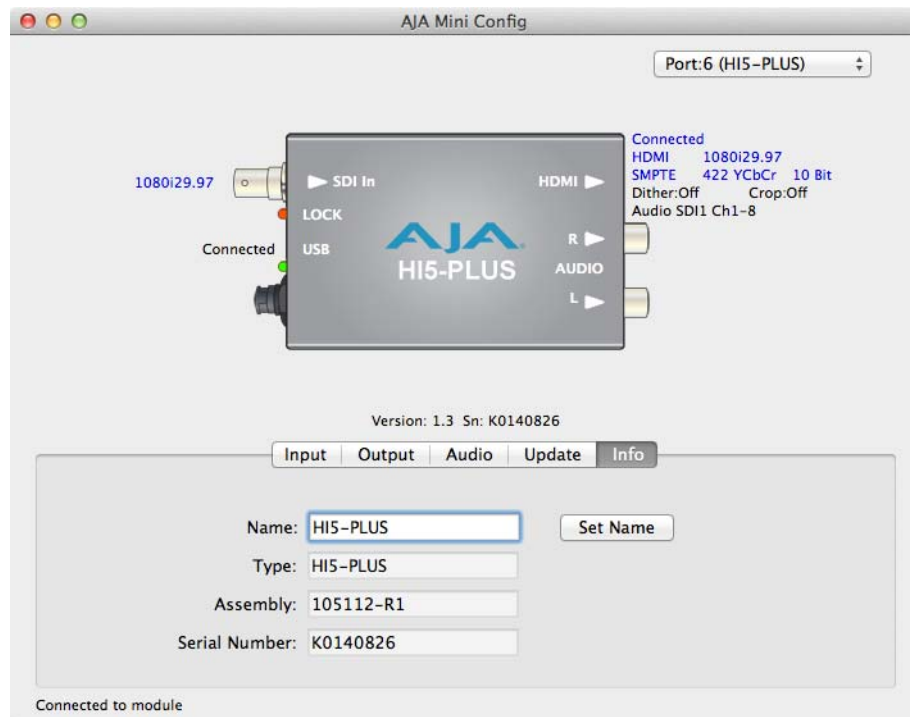 AJA Mini Config
Port:6 (HI5-PLUS)
Connected
HDMI 1080i29.97
SMPTE 422 YCbCr 10 Bit
Dither:Off Crop:Off
Audio SDI1 Ch1-8
1080i29.97
SDI In
HDMI
LOCK
Connected
USB
AJA
HI5-PLUS
R
AUDIO
L
Version: 1.3 Sn: K0140826
Input Output Audio Update Info
Name: HI5-PLUS Set Name
Type: HI5-PLUS
Assembly: 105112-R1
Serial Number: K0140826
Connected to module